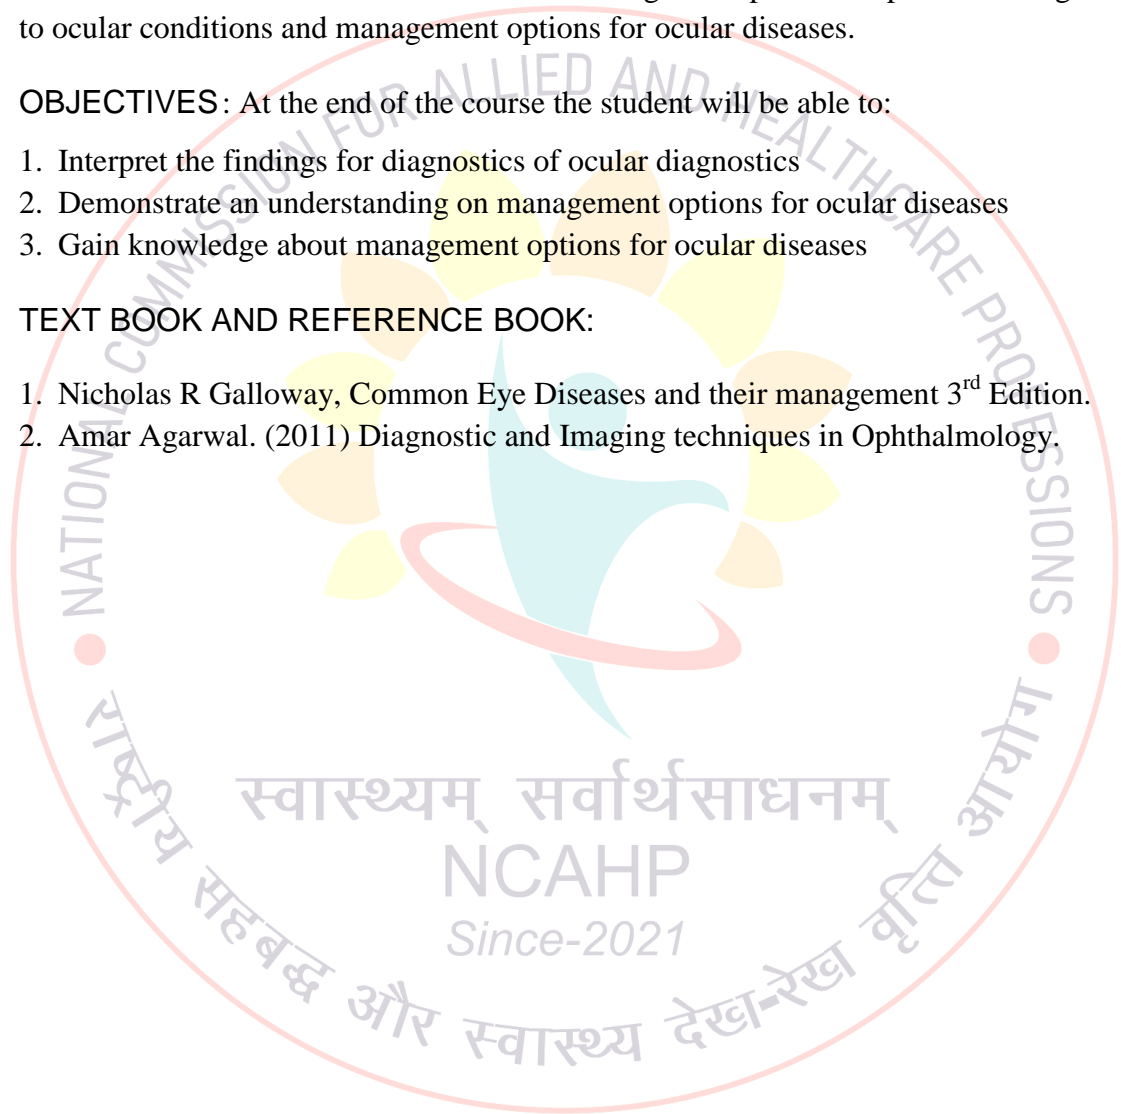 to ocular conditions and management options for ocular diseases.
OBJECTIVES: At the end of the course the student will be able to:
1. Interpret the findings for diagnostics of ocular diagnostics
2. Demonstrate an understanding on management options for ocular diseases
3. Gain knowledge about management options for ocular diseases
TEXT BOOK AND REFERENCE BOOK:
1. Nicholas R Galloway, Common Eye Diseases and their management 3rd Edition.
2. Amar Agarwal. (2011) Diagnostic and Imaging techniques in Ophthalmology.
NATIONAL COMMISSION FOR ALLIED AND HEALTHCARE PROFESSIONS
स्वास्थ्यम् सर्वार्थसाधनम्
NCAHP
Since-2021
राष्ट्रीय सहबद्ध और स्वास्थ्य देख-रेख वृत्ति आयोग